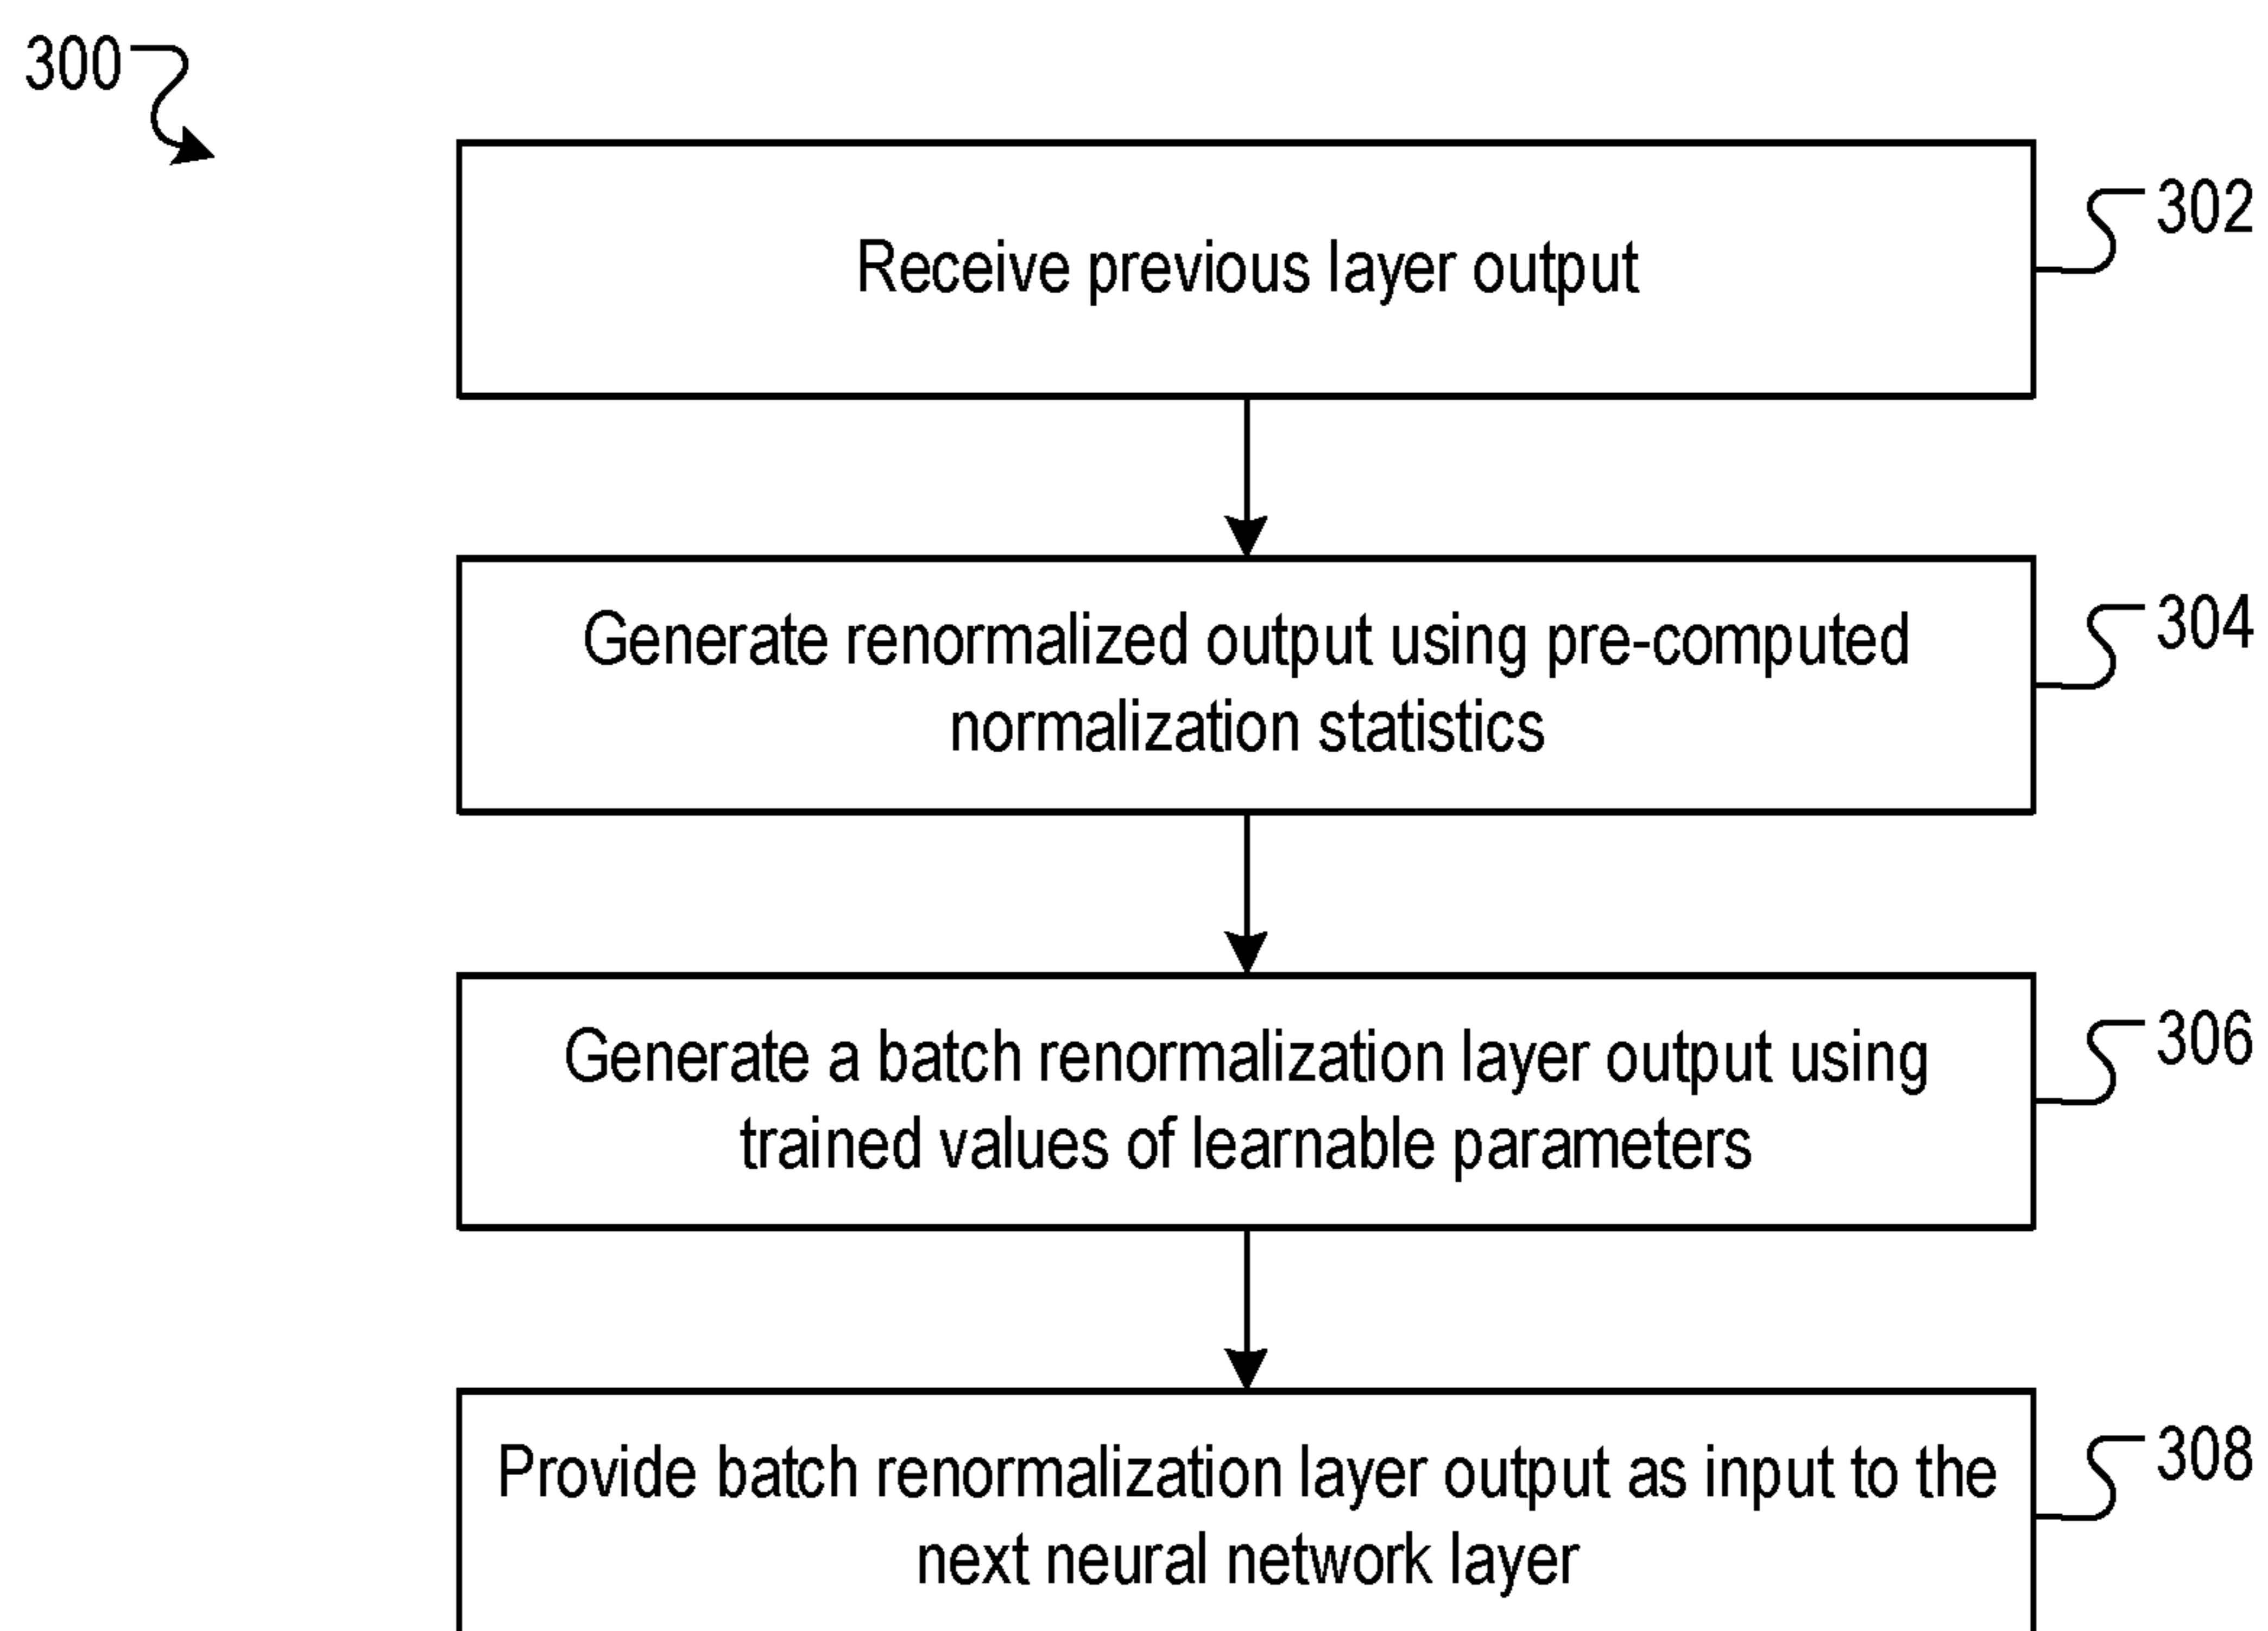 300
Receive previous layer output
302
Generate renormalized output using pre-computed
normalization statistics
304
Generate a batch renormalization layer output using
trained values of learnable parameters
306
Provide batch renormalization layer output as input to the
next neural network layer
308